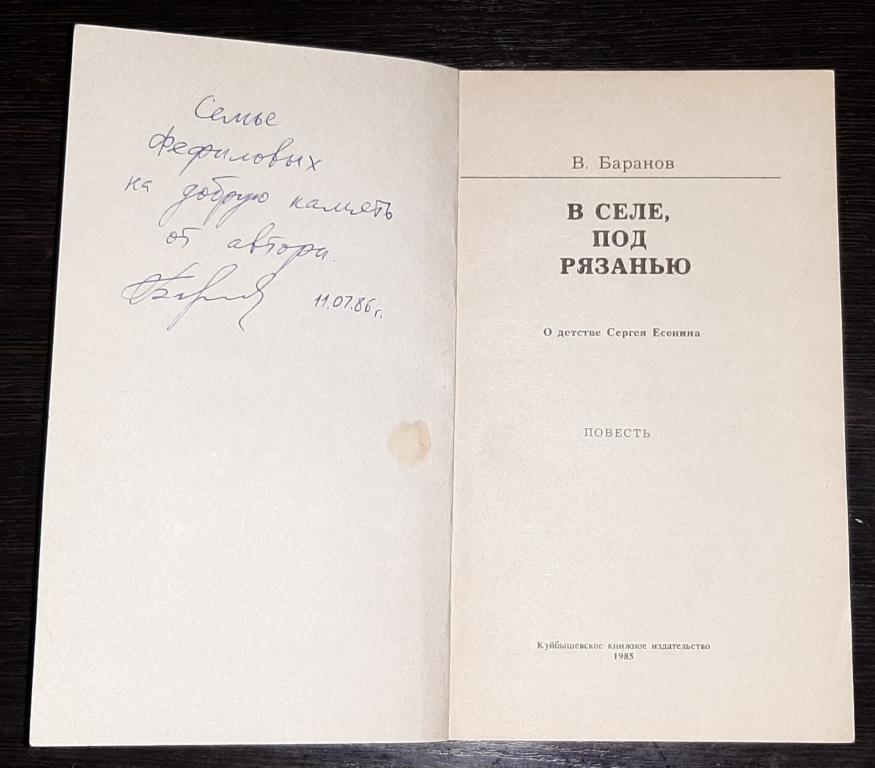 Семье
Фефиловых
на добрую память
от автора.
11.07.86 г.
В. Баранов
В СЕЛЕ,
ПОД
РЯЗАНЬЮ
О детстве Сергея Есенина
ПОВЕСТЬ
Куйбышевское книжное издательство
1985